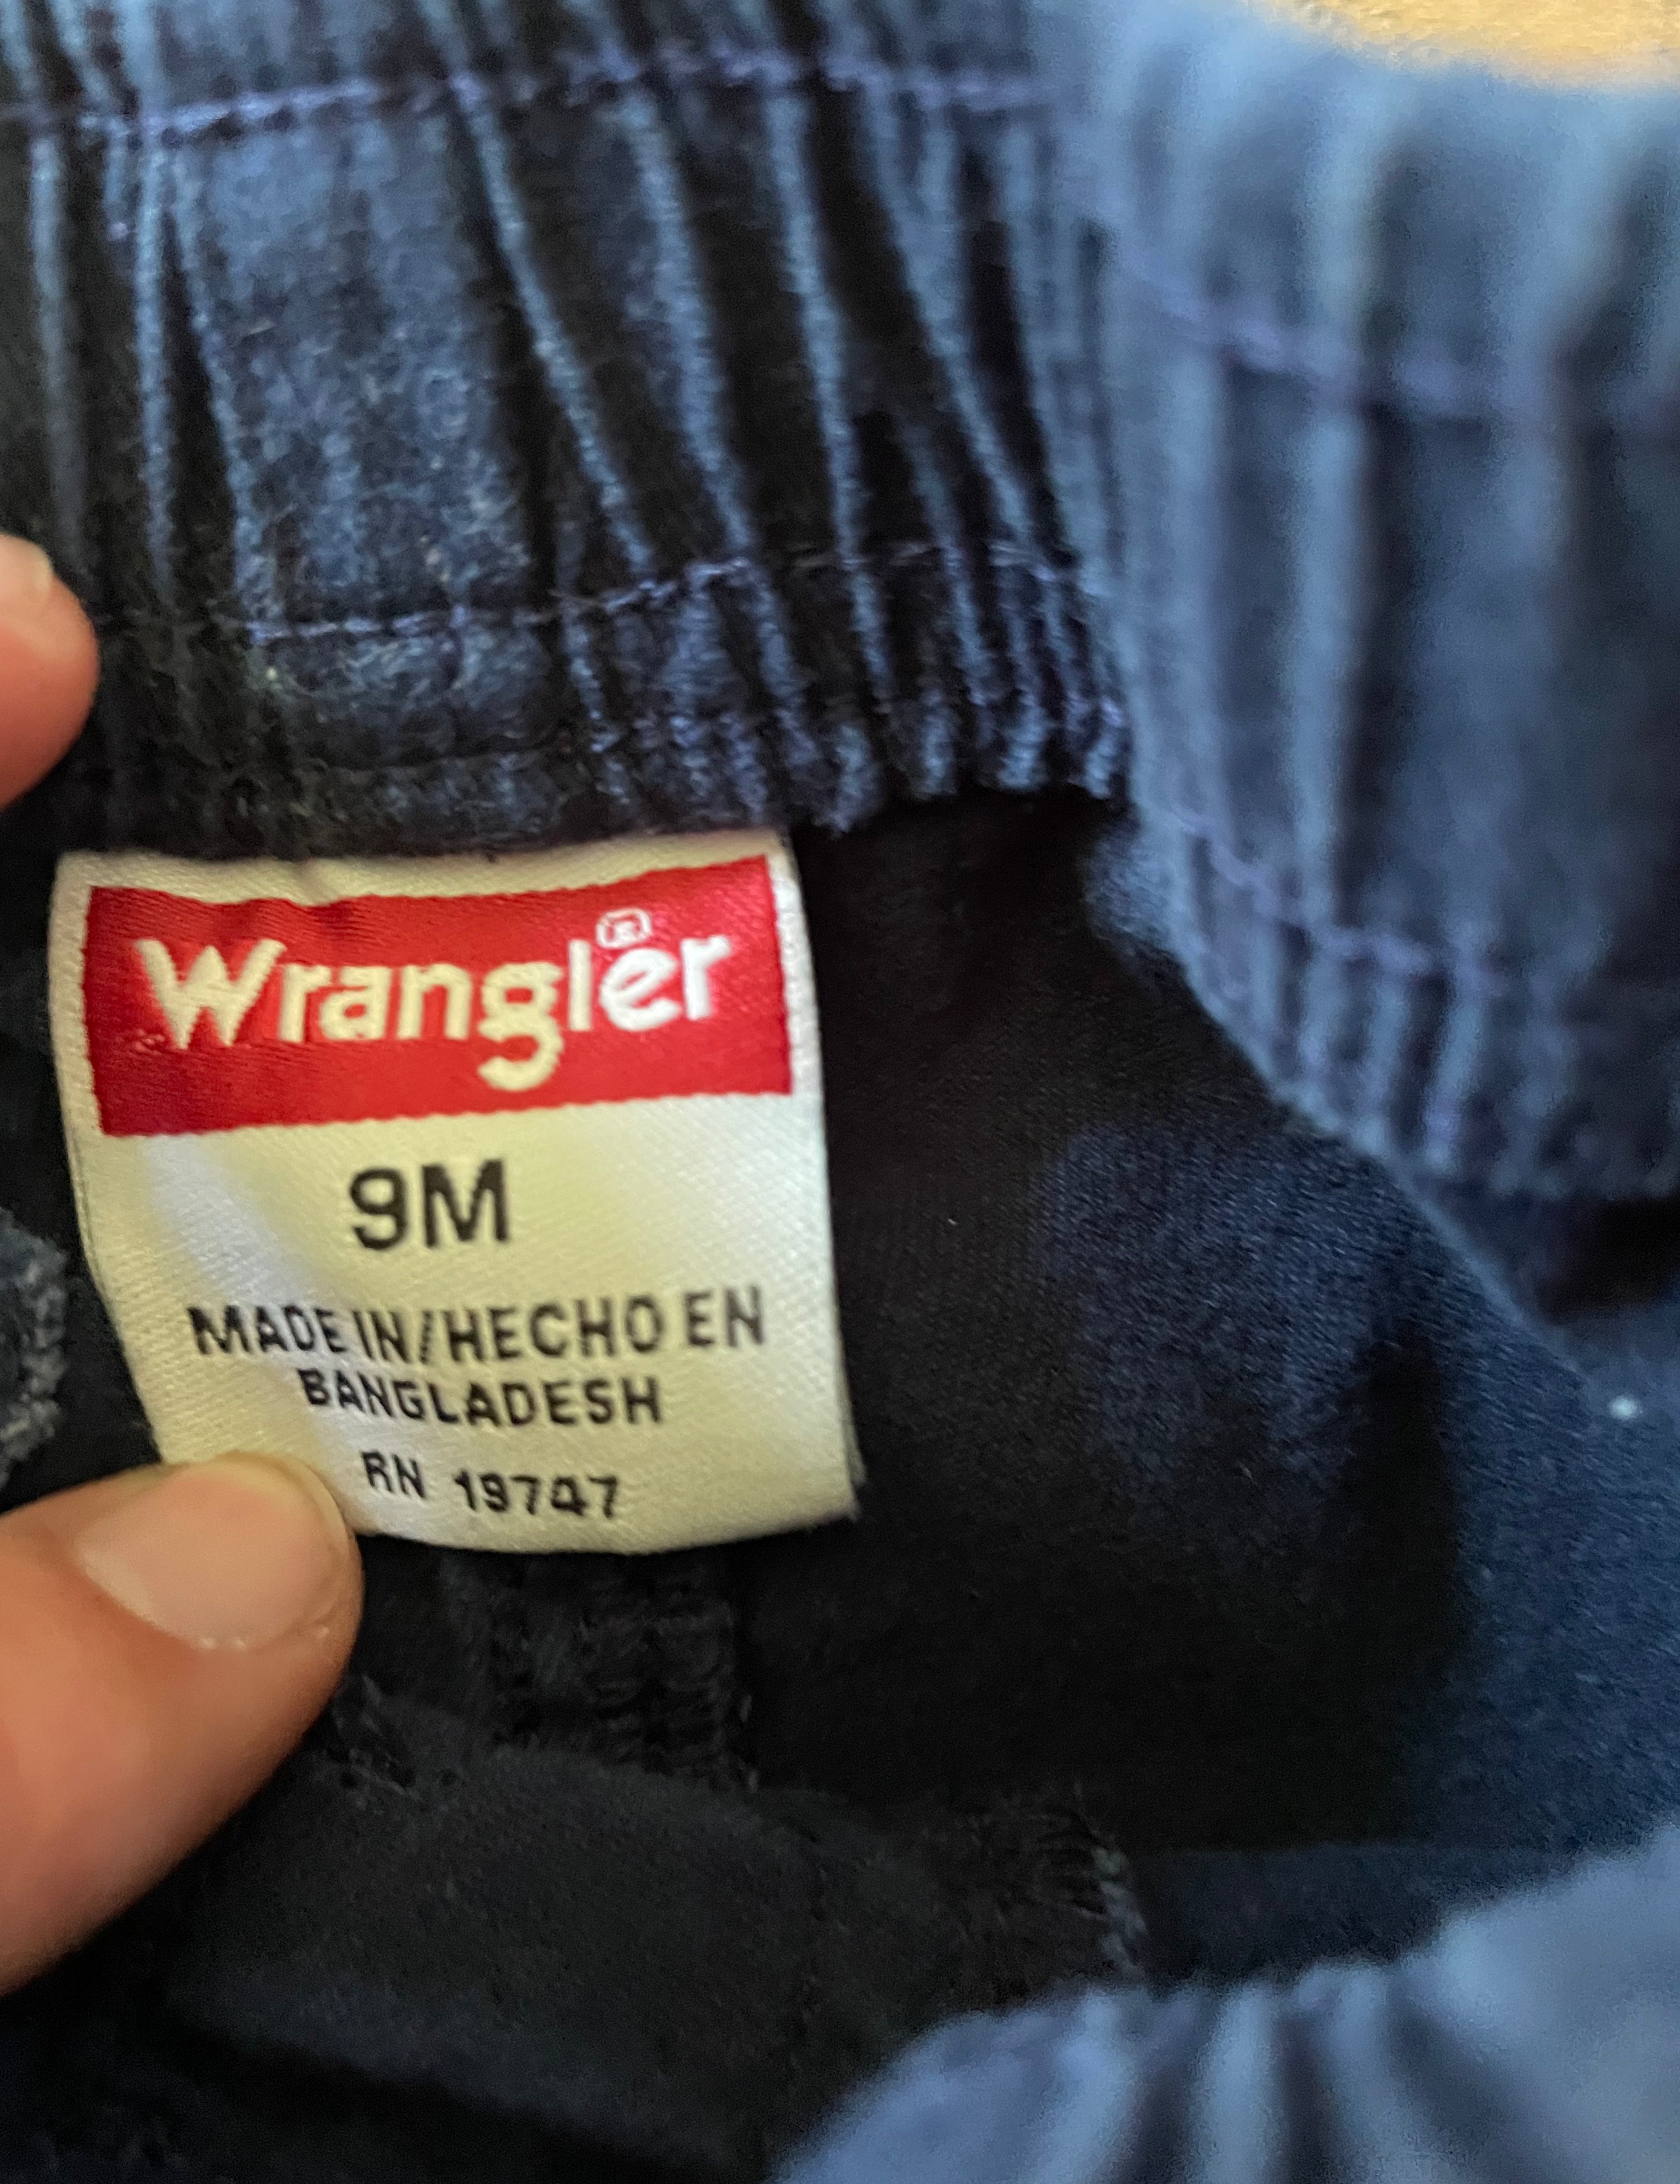 Wrangler®
9M
MADE IN/HECHO EN
BANGLADESH
RN 19747